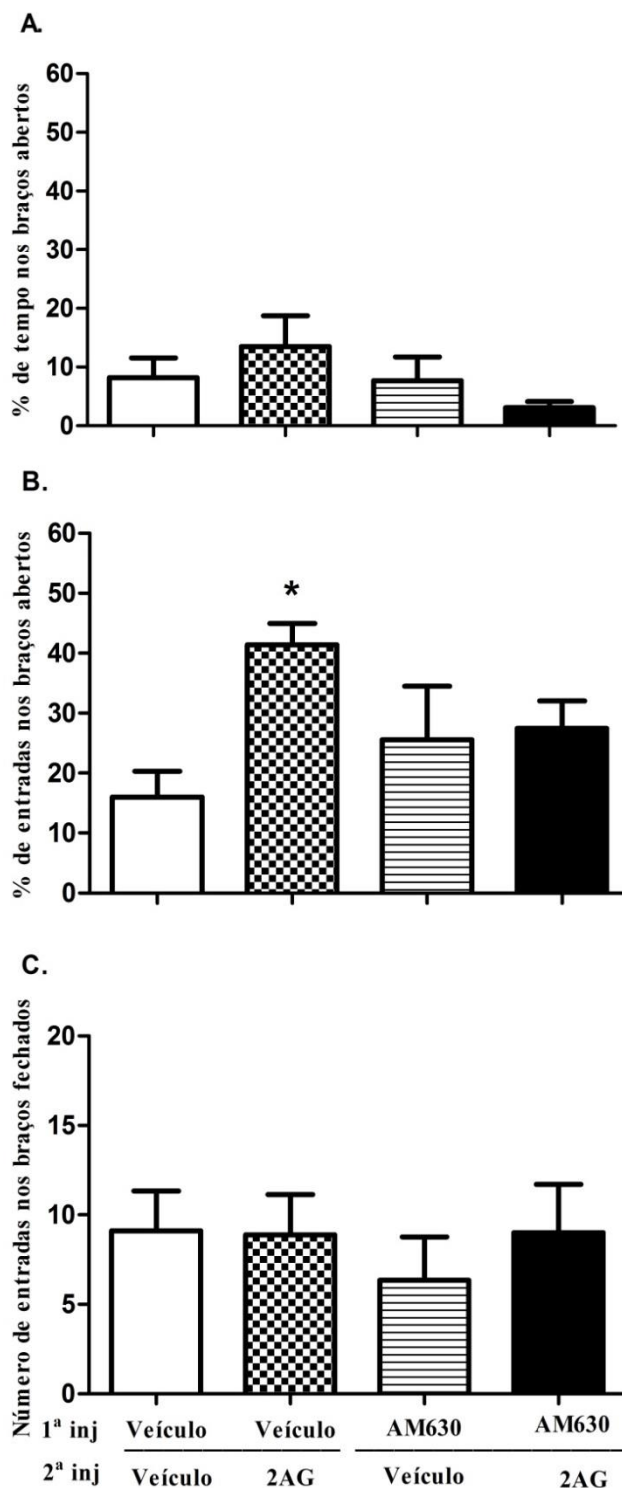 A.
% de tempo nos braços abertos
60
50
40
30
20
10
0
B.
% de entradas nos braços abertos
60
50
40
30
20
10
0
*
C.
Número de entradas nos braços fechados
20
15
10
5
0
1ª inj Veículo Veículo AM630 AM630
2ª inj Veículo 2AG Veículo 2AG